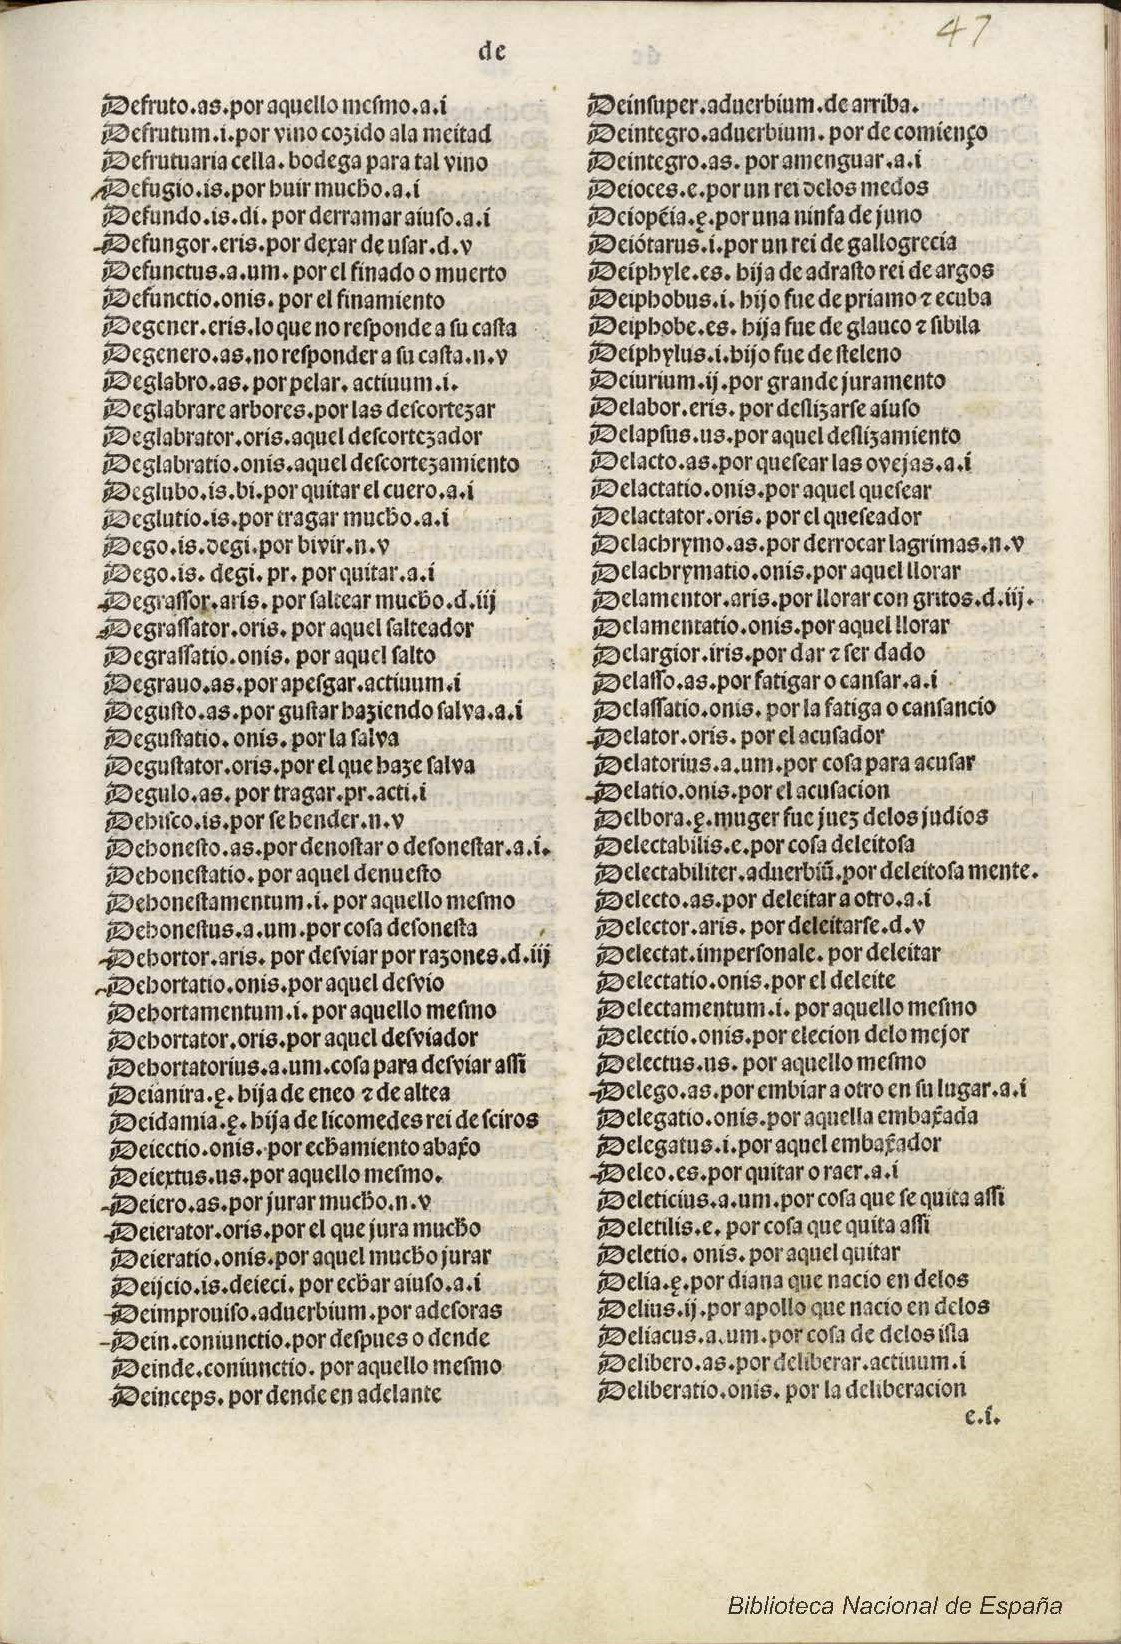 47
de
Defruto.as.por aquello mesmo.a.i
Defrutum.i.por vino cozido ala meitad
Defrutuaria cella. bodega para tal vino
Defugio.is.por huir mucho.a.i
Defundo.is.di. por derramar aiuso.a.i
Defungor.eris.por dexar de usar.d.v
Defunctus.a.um. por el finado o muerto
Defunctio.onis. por el finamiento
Degener.eris.lo que no responde a su casta
Degenero.as.no responder a su casta.n.v
Deglabro.as. por pelar. actiuum.i.
Deglabrare arbores.por las descortezar
Deglabrator.oris.aquel descortezador
Deglabratio.onis.aquel descortezamiento
Deglubo.is.bi.por quitar el cuero.a.i
Deglutio.is.por tragar mucho.a.i
Dego.is.degi.por bivir.n.v
Dego.is. degi. pr. por quitar.a.i
Degrassor.aris. por saltear mucho.d.iij
Degrassator.oris. por aquel salteador
Degrassatio.onis. por aquel salto
Degrauo.as.por apesgar.actiuum.i
Degusto.as.por gustar haziendo salva.a.i
Degustatio. onis. por la salva
Degustator.oris.por el que haze salva
Degulo.as. por tragar.pr.acti.i
Dehisco.is.por se hender.n.v
Dehonesto.as.por denostar o desonestar.a.i.
Dehonestatio.por aquel denuesto
Dehonestamentum.i. por aquello mesmo
Dehonestus.a.um.por cosa desonesta
Dehortor.aris. por desviar por razones.d.iij
Dehortatio.onis.por aquel desvio
Dehortamentum.i. por aquello mesmo
Dehortator.oris.por aquel desviador
Dehortatorius.a.um.cosa para desviar assi
Deianira.ę. hija de eneo ⁊ de altea
Deidamia.ę. hija de licomedes rei de sciros
Deiectio.onis. por echamiento abaxo
Deiextus.us.por aquello mesmo.
Deiero.as.por jurar mucho.n.v
Deierator.oris.por el que jura mucho
Deieratio.onis.por aquel mucho jurar
Deijcio.is.deieci. por echar aiuso.a.i
Deimprouiso.aduerbium.por adesoras
Dein.coniunctio.por despues o dende
Deinde.coniunctio. por aquello mesmo
Deinceps. por dende en adelante
Deinsuper.aduerbium.de arriba.
Deintegro.aduerbium. por de comienço
Deintegro.as. por amenguar.a.i
Deioces.e.por un rei delos medos
Deiopēia.ę.por una ninfa de juno
Deiótarus.i.por un rei de gallogrecia
Deiphyle.es. hija de adrasto rei de argos
Deiphobus.i. hijo fue de priamo ⁊ ecuba
Deiphobe.es. hija fue de glauco ⁊ sibila
Deiphylus.i.hijo fue de steleno
Deiurium.ij.por grande juramento
Delabor.eris. por deslizarse aiuso
Delapsus.us.por aquel deslizamiento
Delacto.as.por quesear las ovejas.a.i
Delactatio.onis.por aquel quesear
Delactator.oris. por el queseador
Delachrymo.as.por derrocar lagrimas.n.v
Delachrymatio.onis.por aquel llorar
Delamentor.aris.por llorar con gritos.d.iij.
Delamentatio.onis.por aquel llorar
Delargior.iris.por dar ⁊ ser dado
Delasso.as.por fatigar o cansar.a.i
Delassatio.onis. por la fatiga o cansancio
Delator.oris. por el acusador
Delatorius.a.um.por cosa para acusar
Delatio.onis.por el acusacion
Delbora.ę.muger fue juez delos judios
Delectabilis.e.por cosa deleitosa
Delectabiliter.aduerbiū.por deleitosa mente.
Delecto.as.por deleitar a otro.a.i
Delector.aris.por deleitarse.d.v
Delectat.impersonale. por deleitar
Delectatio.onis.por el deleite
Delectamentum.i. por aquello mesmo
Delectio.onis.por elecion delo mejor
Delectus.us. por aquello mesmo
Delego.as.por embiar a otro en su lugar.a.i
Delegatio.onis.por aquella embaxada
Delegatus.i.por aquel embaxador
Deleo.es.por quitar o raer.a.i
Deleticius.a.um.por cosa que se quita assi
Deletilis.e. por cosa que quita assi
Deletio. onis. por aquel quitar
Delia.ę.por diana que nacio en delos
Delius.ij.por apollo que nacio en delos
Deliacus.a.um.por cosa de delos isla
Delibero.as.por deliberar.actiuum.i
Deliberatio.onis. por la deliberacion
e.i.
Biblioteca Nacional de España